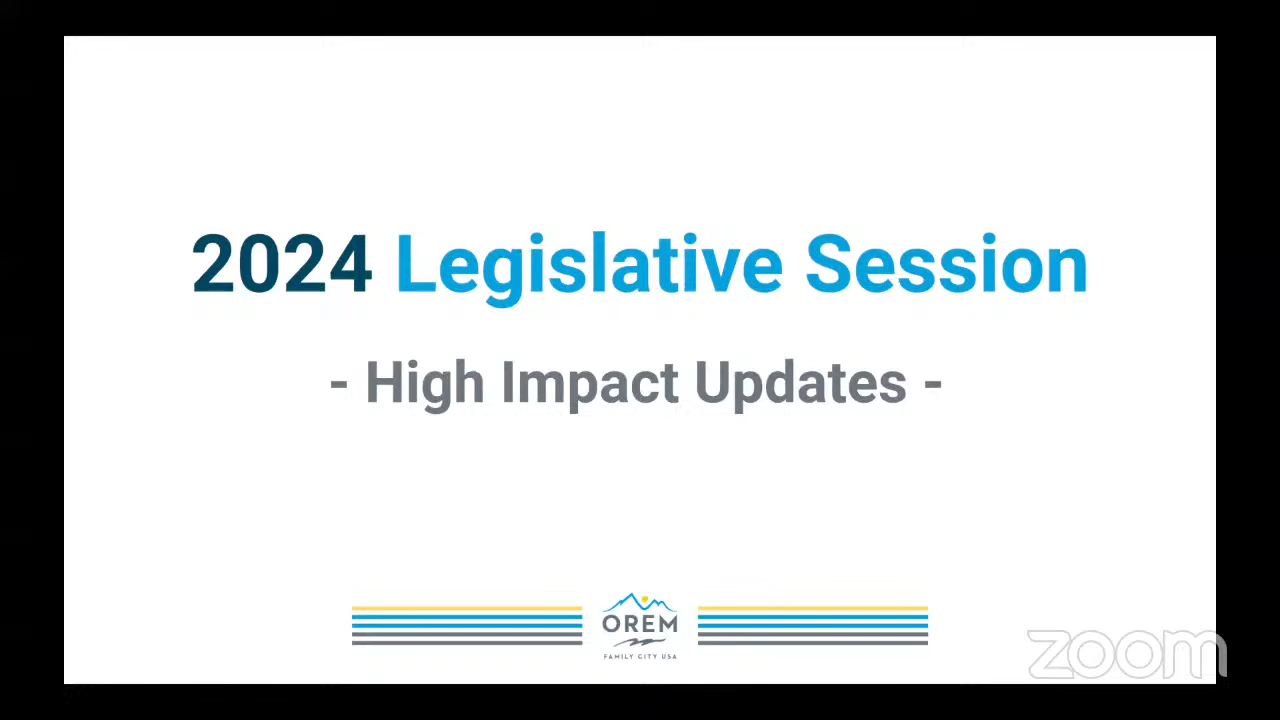 2024 Legislative Session
- High Impact Updates -
OREM
FAMILY CITY USA
zoom